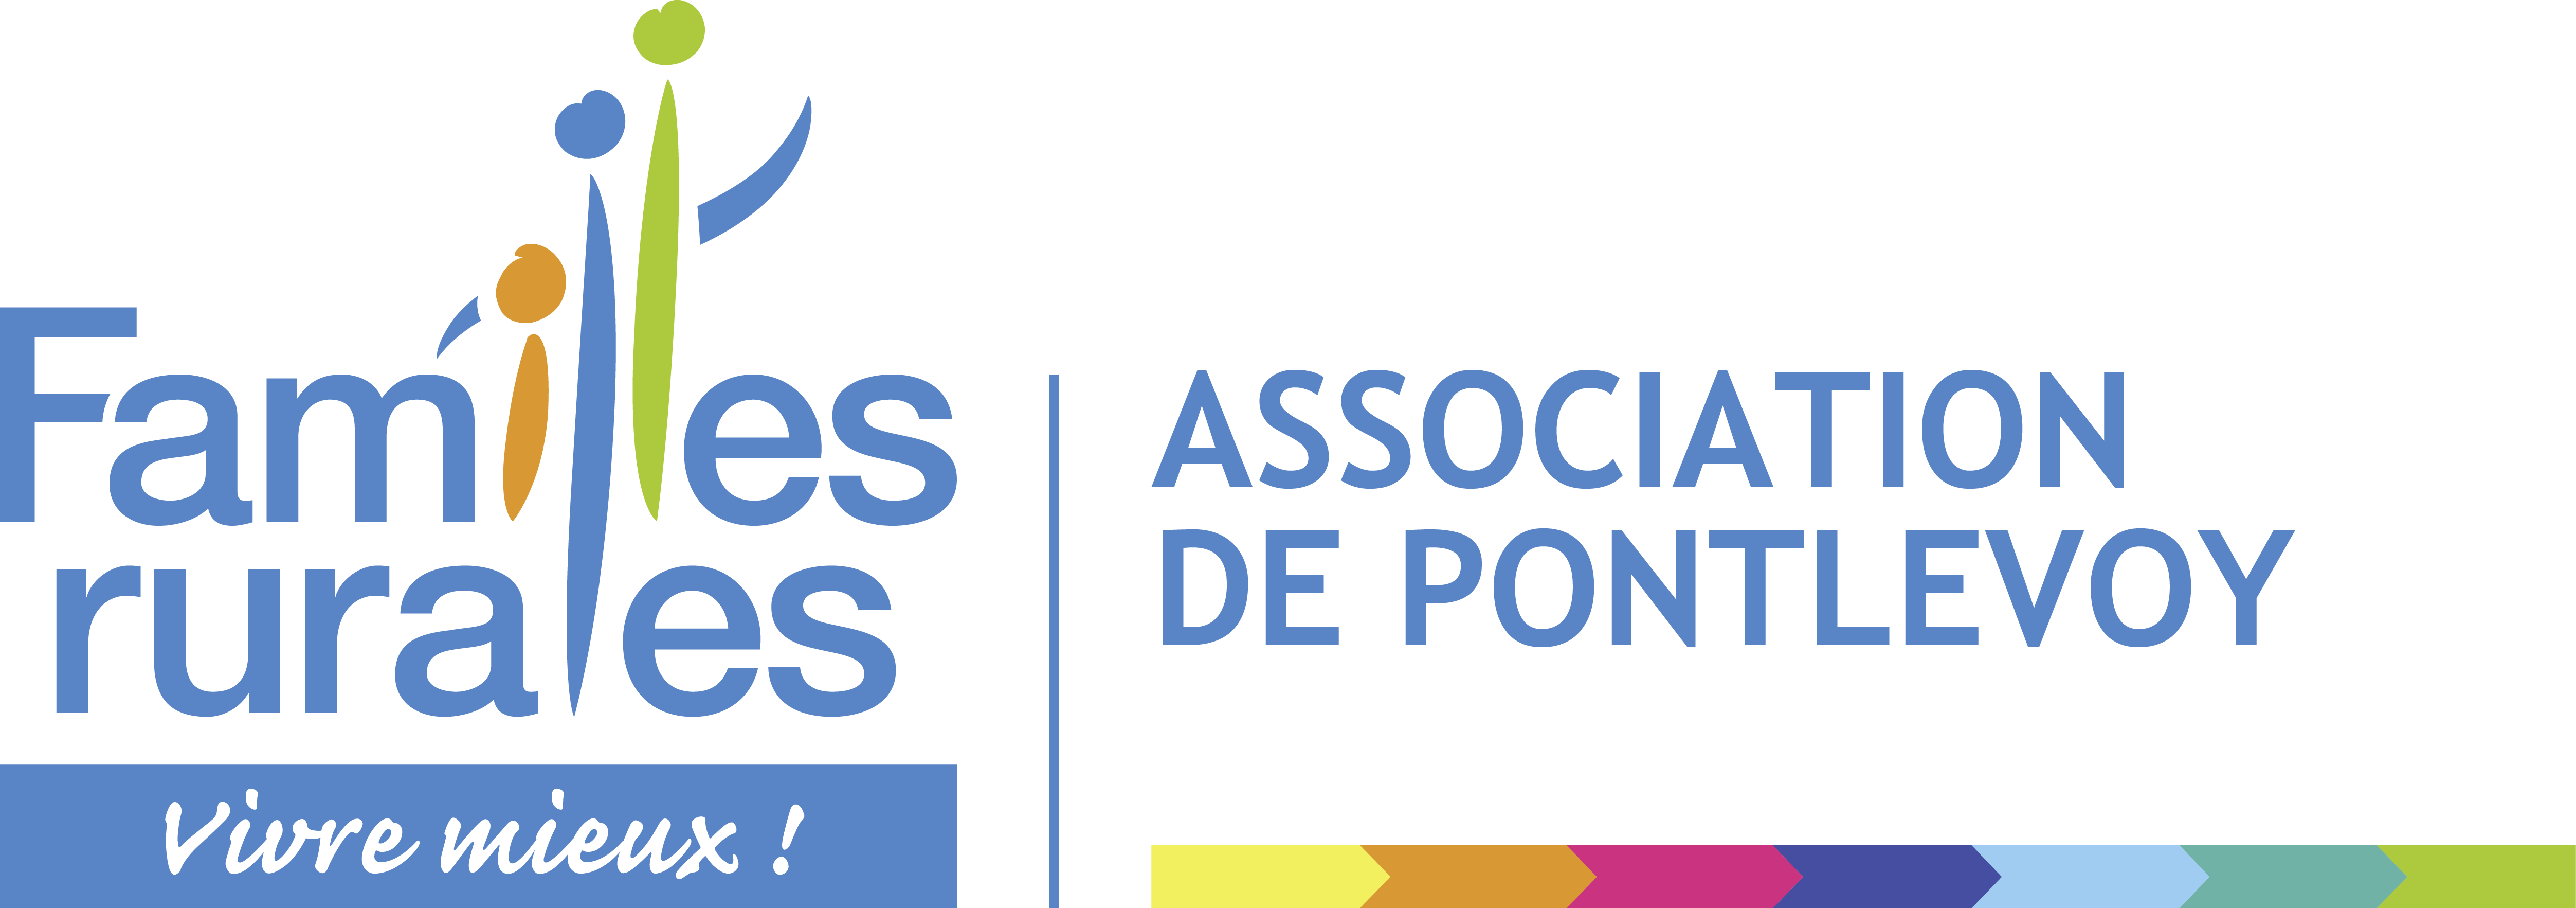 Familles
rurales
Vivre mieux !
ASSOCIATION
DE PONTLEVOY